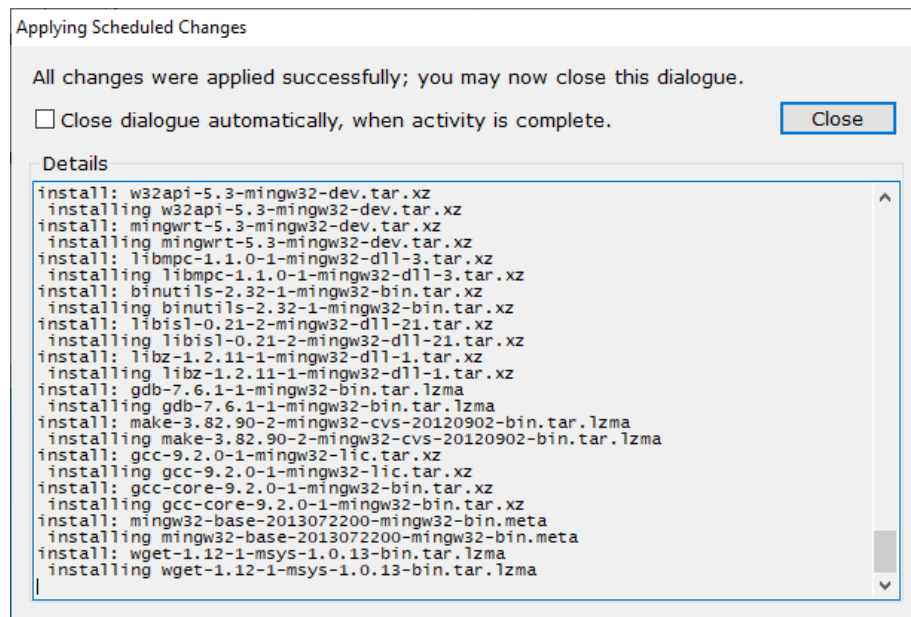 Applying Scheduled Changes
All changes were applied successfully; you may now close this dialogue.
Close dialogue automatically, when activity is complete.
Close
Details
install: w32api-5.3-mingw32-dev.tar.xz
installing w32api-5.3-mingw32-dev.tar.xz
install: mingwrt-5.3-mingw32-dev.tar.xz
installing mingwrt-5.3-mingw32-dev.tar.xz
install: libmpc-1.1.0-1-mingw32-dll-3.tar.xz
installing libmpc-1.1.0-1-mingw32-dll-3.tar.xz
install: binutils-2.32-1-mingw32-bin.tar.xz
installing binutils-2.32-1-mingw32-bin.tar.xz
install: libisl-0.21-2-mingw32-dll-21.tar.xz
installing libisl-0.21-2-mingw32-dll-21.tar.xz
install: libz-1.2.11-1-mingw32-dll-1.tar.xz
installing libz-1.2.11-1-mingw32-dll-1.tar.xz
install: gdb-7.6.1-1-mingw32-bin.tar.lzma
installing gdb-7.6.1-1-mingw32-bin.tar.lzma
install: make-3.82.90-2-mingw32-cvs-20120902-bin.tar.lzma
installing make-3.82.90-2-mingw32-cvs-20120902-bin.tar.lzma
install: gcc-9.2.0-1-mingw32-lic.tar.xz
installing gcc-9.2.0-1-mingw32-lic.tar.xz
install: gcc-core-9.2.0-1-mingw32-bin.tar.xz
installing gcc-core-9.2.0-1-mingw32-bin.tar.xz
install: mingw32-base-2013072200-mingw32-bin.meta
installing mingw32-base-2013072200-mingw32-bin.meta
install: wget-1.12-1-msys-1.0.13-bin.tar.lzma
installing wget-1.12-1-msys-1.0.13-bin.tar.lzma